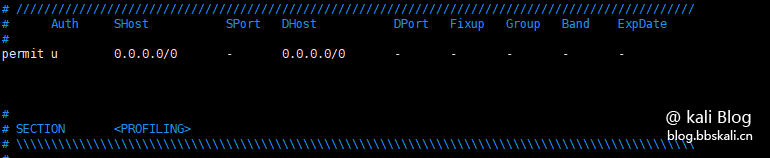 # /////////////////////////////////////////////////////////////////////////////////////////////////
#      Auth     SHost           SPort   DHost           DPort   Fixup   Group   Band    ExpDate
#
permit u        0.0.0.0/0       -       0.0.0.0/0       -       -       -       -       -
#
# SECTION       <PROFILING>
# \\\\\\\\\\\\\\\\\\\\\\\\\\\\\\\\\\\\\\\\\\\\\\\\\\\\\\\\\\\\\\\\\\\\\\\\\\\\\\\\\\\\\\\\\\\\\\\\\
#
@ kali Blog
blog.bbskali.cn